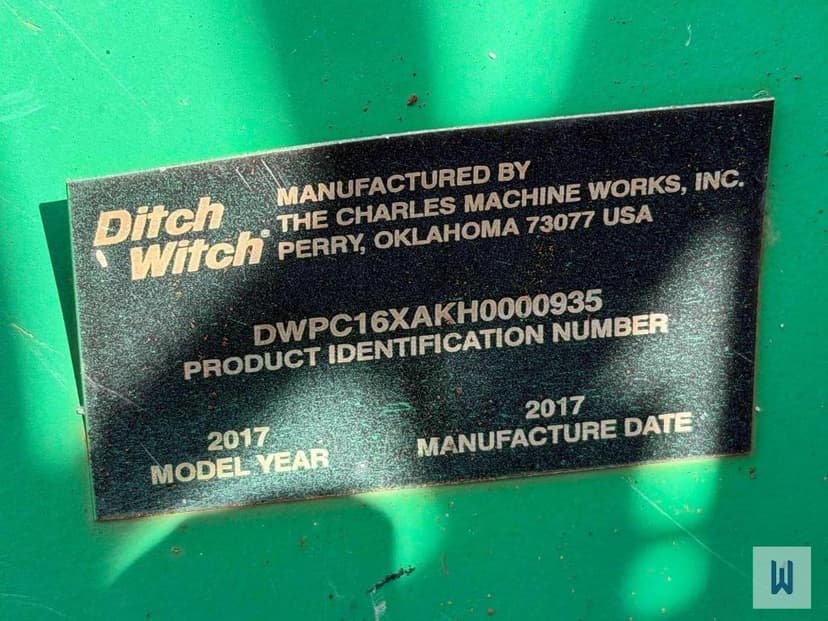 Ditch
Witch®
MANUFACTURED BY
THE CHARLES MACHINE WORKS, INC.
PERRY, OKLAHOMA 73077 USA
DWPC16XAKH0000935
PRODUCT IDENTIFICATION NUMBER
2017
MODEL YEAR
2017
MANUFACTURE DATE
W